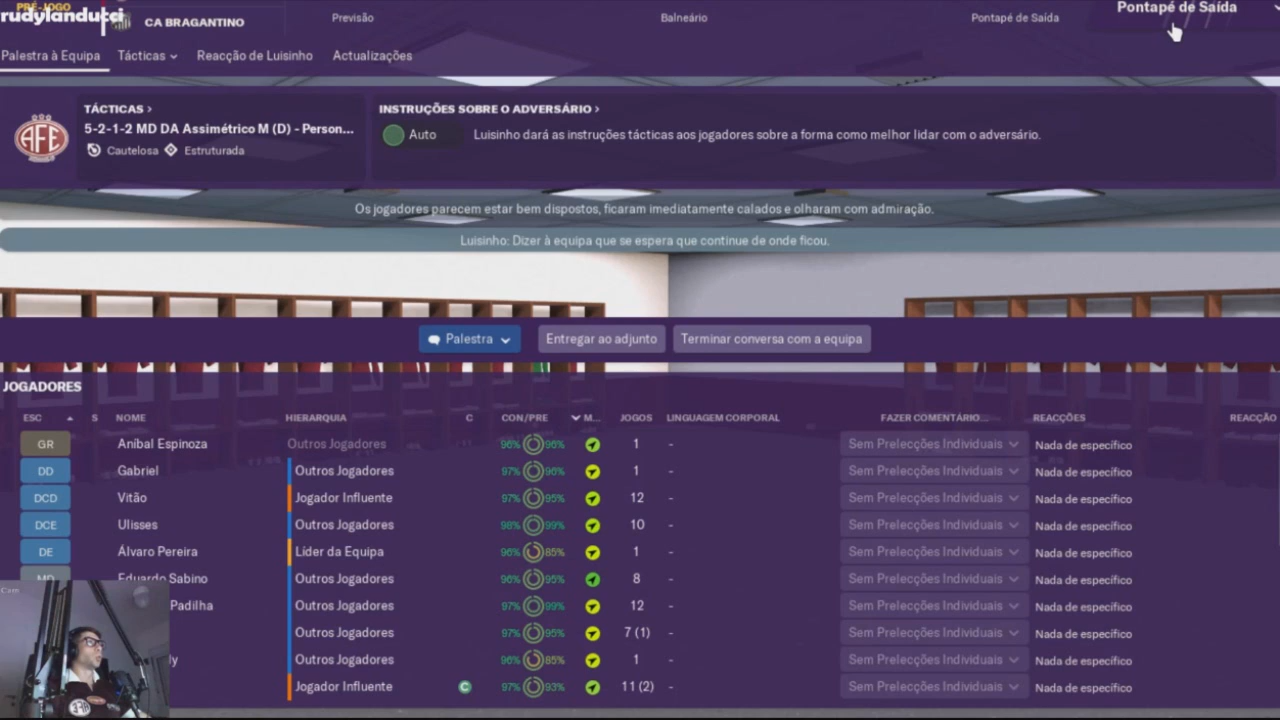 PRÉ-JOGO
rudylanducci
CA BRAGANTINO
Previsão
Balneário
Pontapé de Saída
Pontapé de Saída
Palestra à Equipa
Tácticas
Reacção de Luisinho
Actualizações
TÁCTICAS >
5-2-1-2 MD DA Assimétrico M (D) - Person...
Cautelosa
Estruturada
AFE
INSTRUÇÕES SOBRE O ADVERSÁRIO >
Auto
Luisinho dará as instruções tácticas aos jogadores sobre a forma como melhor lidar com o adversário.
Os jogadores parecem estar bem dispostos, ficaram imediatamente calados e olharam com admiração.
Luisinho: Dizer à equipa que se espera que continue de onde ficou.
Palestra
Entregar ao adjunto
Terminar conversa com a equipa
JOGADORES
ESC S NOME HIERARQUIA C CON/PRE M... JOGOS LINGUAGEM CORPORAL FAZER COMENTÁRIO... REACÇÕES REACÇÃO
GR Aníbal Espinoza Outros Jogadores 96% 96% 1 - Sem Prelecções Individuais Nada de específico
DD Gabriel Outros Jogadores 97% 96% 1 - Sem Prelecções Individuais Nada de específico
DCD Vitão Jogador Influente 97% 95% 12 - Sem Prelecções Individuais Nada de específico
DCE Ulisses Outros Jogadores 98% 99% 10 - Sem Prelecções Individuais Nada de específico
DE Álvaro Pereira Líder da Equipa 96% 85% 1 - Sem Prelecções Individuais Nada de específico
MD Eduardo Sabino Outros Jogadores 96% 95% 8 - Sem Prelecções Individuais Nada de específico
Padilha Outros Jogadores 97% 99% 12 - Sem Prelecções Individuais Nada de específico
Outros Jogadores 97% 95% 7 (1) - Sem Prelecções Individuais Nada de específico
ly Outros Jogadores 96% 85% 1 - Sem Prelecções Individuais Nada de específico
Jogador Influente C 97% 93% 11 (2) - Sem Prelecções Individuais Nada de específico
Cam